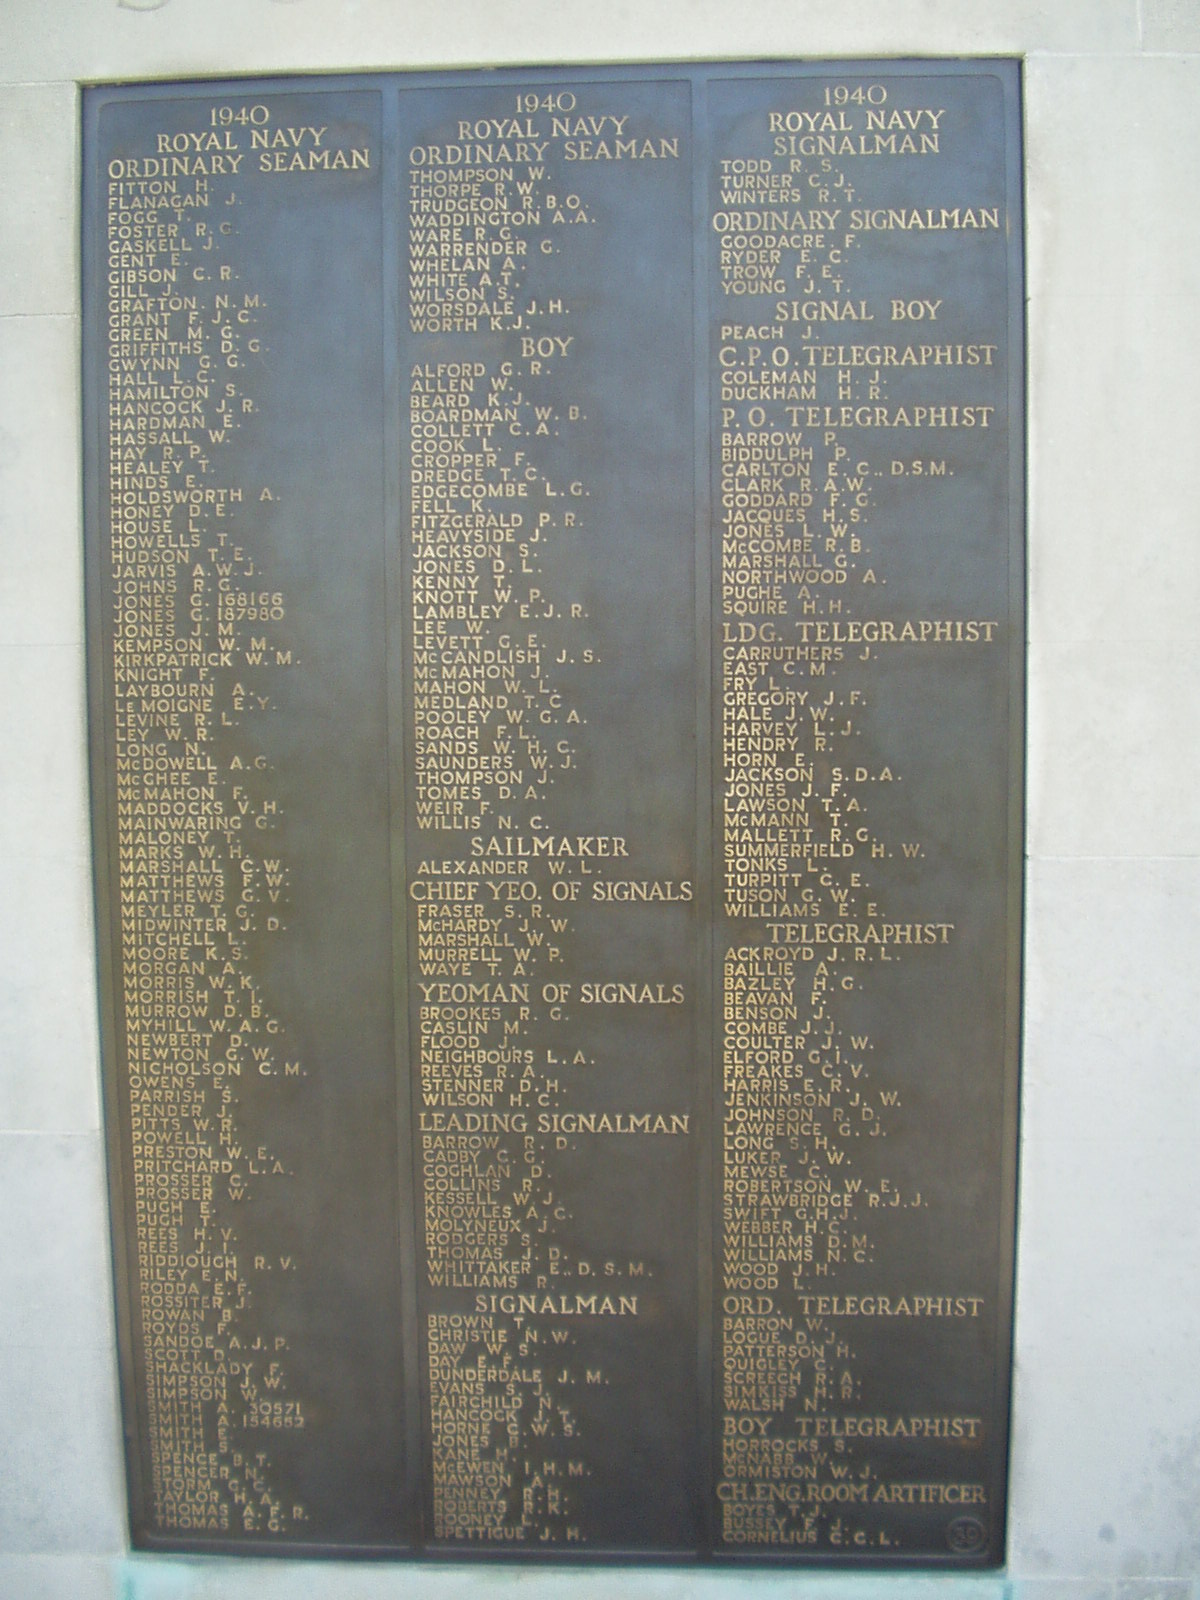 1940
ROYAL NAVY
ORDINARY SEAMAN
FITTON H.
FLANAGAN J.
FOGG T.
FOSTER R. G.
GASKELL J.
GENT E.
GIBSON C. R.
GILL J.
GRAFTON N. M.
GRANT F. J. C.
GREEN M. G.
GRIFFITHS D. G.
GWYNN G. G.
HALL L. C.
HAMILTON S.
HANCOCK J. R.
HARDMAN E.
HASSALL W.
HAY R. P.
HEALEY T.
HINDS E.
HOLDSWORTH A.
HONEY D. E.
HOUSE L.
HOWELLS T.
HUDSON T. E.
JARVIS A. W. J.
JOHNS R. G.
JONES G. 168166
JONES G. 187980
JONES J. M.
KEMPSON W. M.
KIRKPATRICK W. M.
KNIGHT F.
LAYBOURN A.
LE MOIGNE E. Y.
LEVINE R. L.
LEY W. R.
LONG N.
McDOWELL A. G.
McGHEE E.
McMAHON F.
MADDOCKS V. H.
MAINWARING G.
MALONEY T.
MARKS W. H.
MARSHALL C. W.
MATTHEWS F. W.
MATTHEWS G. V.
MEYLER T. G.
MIDWINTER J. D.
MITCHELL L.
MOORE K. S.
MORGAN A.
MORRIS W. K.
MORRISH T. I.
MURROW D. B.
MYHILL W. A. G.
NEWBERT D.
NEWTON G. W.
NICHOLSON C. M.
OWENS E.
PARRISH S.
PENDER J.
PITTS W. R.
POWELL H.
PRESTON W. E.
PRITCHARD L. A.
PROSSER C.
PROSSER W.
PUGH E.
PUGH T.
REES H. V.
REES J. I.
RIDDIOUGH R. V.
RILEY E. N.
RODDA E. F.
ROSSITER J.
ROWAN B.
ROYDS F.
SANDOE A. J. P.
SCOTT D.
SHACKLADY F.
SIMPSON J. W.
SIMPSON W.
SMITH A. 30571
SMITH A. 154652
SMITH E.
SMITH S.
SPENCE B. T.
SPENCER N.
STORM G. C.
TAYLOR H. A.
THOMAS A. F. R.
THOMAS E. G.
1940
ROYAL NAVY
ORDINARY SEAMAN
THOMPSON W.
THORPE R. W.
TRUDGEON R. B. O.
WADDINGTON A. A.
WARE R. G.
WARRENDER G.
WHELAN A.
WHITE A. T.
WILSON S.
WORSDALE J. H.
WORTH K. J.
BOY
ALFORD G. R.
ALLEN W.
BEARD K. J.
BOARDMAN W. B.
COLLETT C. A.
COOK L.
CROPPER F.
DREDGE T. C.
EDGECOMBE L. G.
FELL K.
FITZGERALD P. R.
HEAVYSIDE J.
JACKSON S.
JONES D. L.
KENNY T.
KNOTT W. P.
LAMBLEY E. J. R.
LEE W.
LEVETT G. E.
McCANDLISH J. S.
McMAHON J.
MAHON W. L.
MEDLAND T. C
POOLEY W. G. A.
ROACH F. L.
SANDS W. H. C.
SAUNDERS W. J.
THOMPSON J.
TOMES D. A.
WEIR F.
WILLIS N. C.
SAILMAKER
ALEXANDER W. L.
CHIEF YEO. OF SIGNALS
FRASER S. R.
McHARDY J. W.
MARSHALL W.
MURRELL W. P.
WAYE T. A.
YEOMAN OF SIGNALS
BROOKES R. G.
CASLIN M.
FLOOD J.
NEIGHBOURS L. A.
REEVES R. A.
STENNER D. H.
WILSON H. C.
LEADING SIGNALMAN
BARROW R. D.
CADBY C. G.
COGHLAN D.
COLLINS R.
KESSELL W. J.
KNOWLES A. C.
MOLYNEUX J.
RODGERS S.
THOMAS J. D.
WHITTAKER E., D. S. M.
WILLIAMS R.
SIGNALMAN
BROWN T.
CHRISTIE N. W.
DAW W. S.
DAY E. F.
DUNDERDALE J. M.
EVANS S. J.
FAIRCHILD N.
HANCOCK J. T.
HORNE G. W. S.
JONES B.
KANE H.
McEWEN I. H. M.
MAWSON A.
PENNEY R. H.
ROBERTS R. K.
ROONEY L.
SPETTIGUE J. H.
1940
ROYAL NAVY
SIGNALMAN
TODD R. S.
TURNER C. J.
WINTERS R. T.
ORDINARY SIGNALMAN
GOODACRE F.
RYDER E. C.
TROW F. E.
YOUNG J. T.
SIGNAL BOY
PEACH J.
C. P. O. TELEGRAPHIST
COLEMAN H. J.
DUCKHAM H. R.
P. O. TELEGRAPHIST
BARROW P.
BIDDULPH P.
CARLTON E. C., D. S. M.
CLARK R. A. W.
GODDARD F. G.
JACQUES H. S.
JONES L. W.
McCOMBE R. B.
MARSHALL G.
NORTHWOOD A.
PUGHE A.
SQUIRE H. H.
LDG. TELEGRAPHIST
CARRUTHERS J.
EAST C. M.
FRY L.
GREGORY J. F.
HALE J. W.
HARVEY L. J.
HENDRY R.
HORN E.
JACKSON S. D. A.
JONES J. F.
LAWSON T. A.
McMANN T.
MALLETT R. G.
SUMMERFIELD H. W.
TONKS L.
TURPITT C. E.
TUSON G. W.
WILLIAMS E. E.
TELEGRAPHIST
ACKROYD J. R. L.
BAILLIE A.
BAZLEY H. G.
BEAVAN F.
BENSON J.
COMBE J. J.
COULTER J. W.
ELFORD G. I.
FREAKES C. V.
HARRIS E. R.
JENKINSON J. W.
JOHNSON R. D.
LAWRENCE G. J.
LONG S. H.
LUKER J. W.
MEWSE C.
ROBERTSON W. E.
STRAWBRIDGE R. J. J.
SWIFT G. H. J.
WEBBER H. C.
WILLIAMS D. M.
WILLIAMS N. C.
WOOD J. H.
WOOD L.
ORD. TELEGRAPHIST
BARRON W.
LOGUE D. J.
PATTERSON H.
QUIGLEY C.
SCREECH R. A.
SIMKISS H. R.
WALSH N.
BOY TELEGRAPHIST
HORROCKS S.
McNABB W.
ORMISTON W. J.
CH. ENG. ROOM ARTIFICER
BOYES T. J.
BUSSEY F. J.
CORNELIUS C. C. L.
39